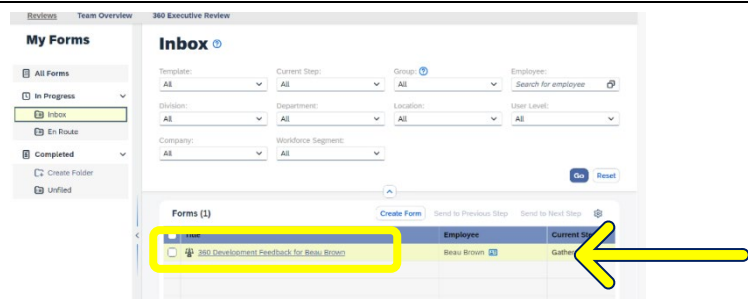 Reviews Team Overview 360 Executive Review
My Forms
Inbox
All Forms
In Progress
Inbox
En Route
Completed
Create Folder
Unfiled
Template: Current Step: Group: Employee:
All All All Search for employee
Division: Department: Location: User Level:
All All All All
Company: Workforce Segment:
All All
Go Reset
Forms (1) Create Form Send to Previous Step Send to Next Step
Title Employee Current
360 Development Feedback for Beau Brown Beau Brown